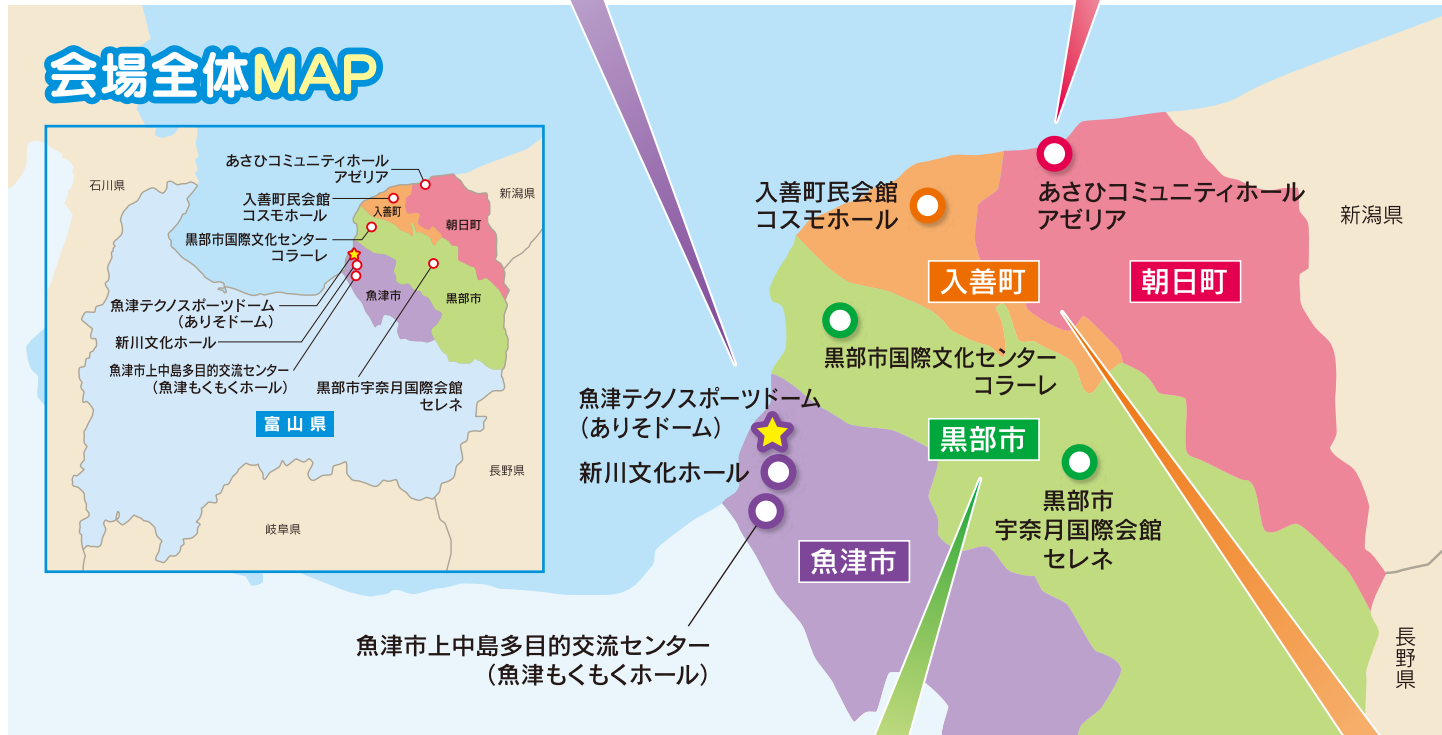 会場全体MAP
石川県
新潟県
あさひコミュニティホール
アゼリア
入善町民会館
コスモホール
入善町
朝日町
黒部市国際文化センター
コラーレ
魚津市
黒部市
魚津テクノスポーツドーム
（ありそドーム）
新川文化ホール
魚津市上中島多目的交流センター
（魚津もくもくホール）
黒部市宇奈月国際会館
セレネ
富山県
長野県
岐阜県
入善町民会館
コスモホール
あさひコミュニティホール
アゼリア
新潟県
入善町
朝日町
黒部市国際文化センター
コラーレ
魚津テクノスポーツドーム
（ありそドーム）
黒部市
新川文化ホール
黒部市
宇奈月国際会館
セレネ
魚津市
魚津市上中島多目的交流センター
（魚津もくもくホール）
長野県